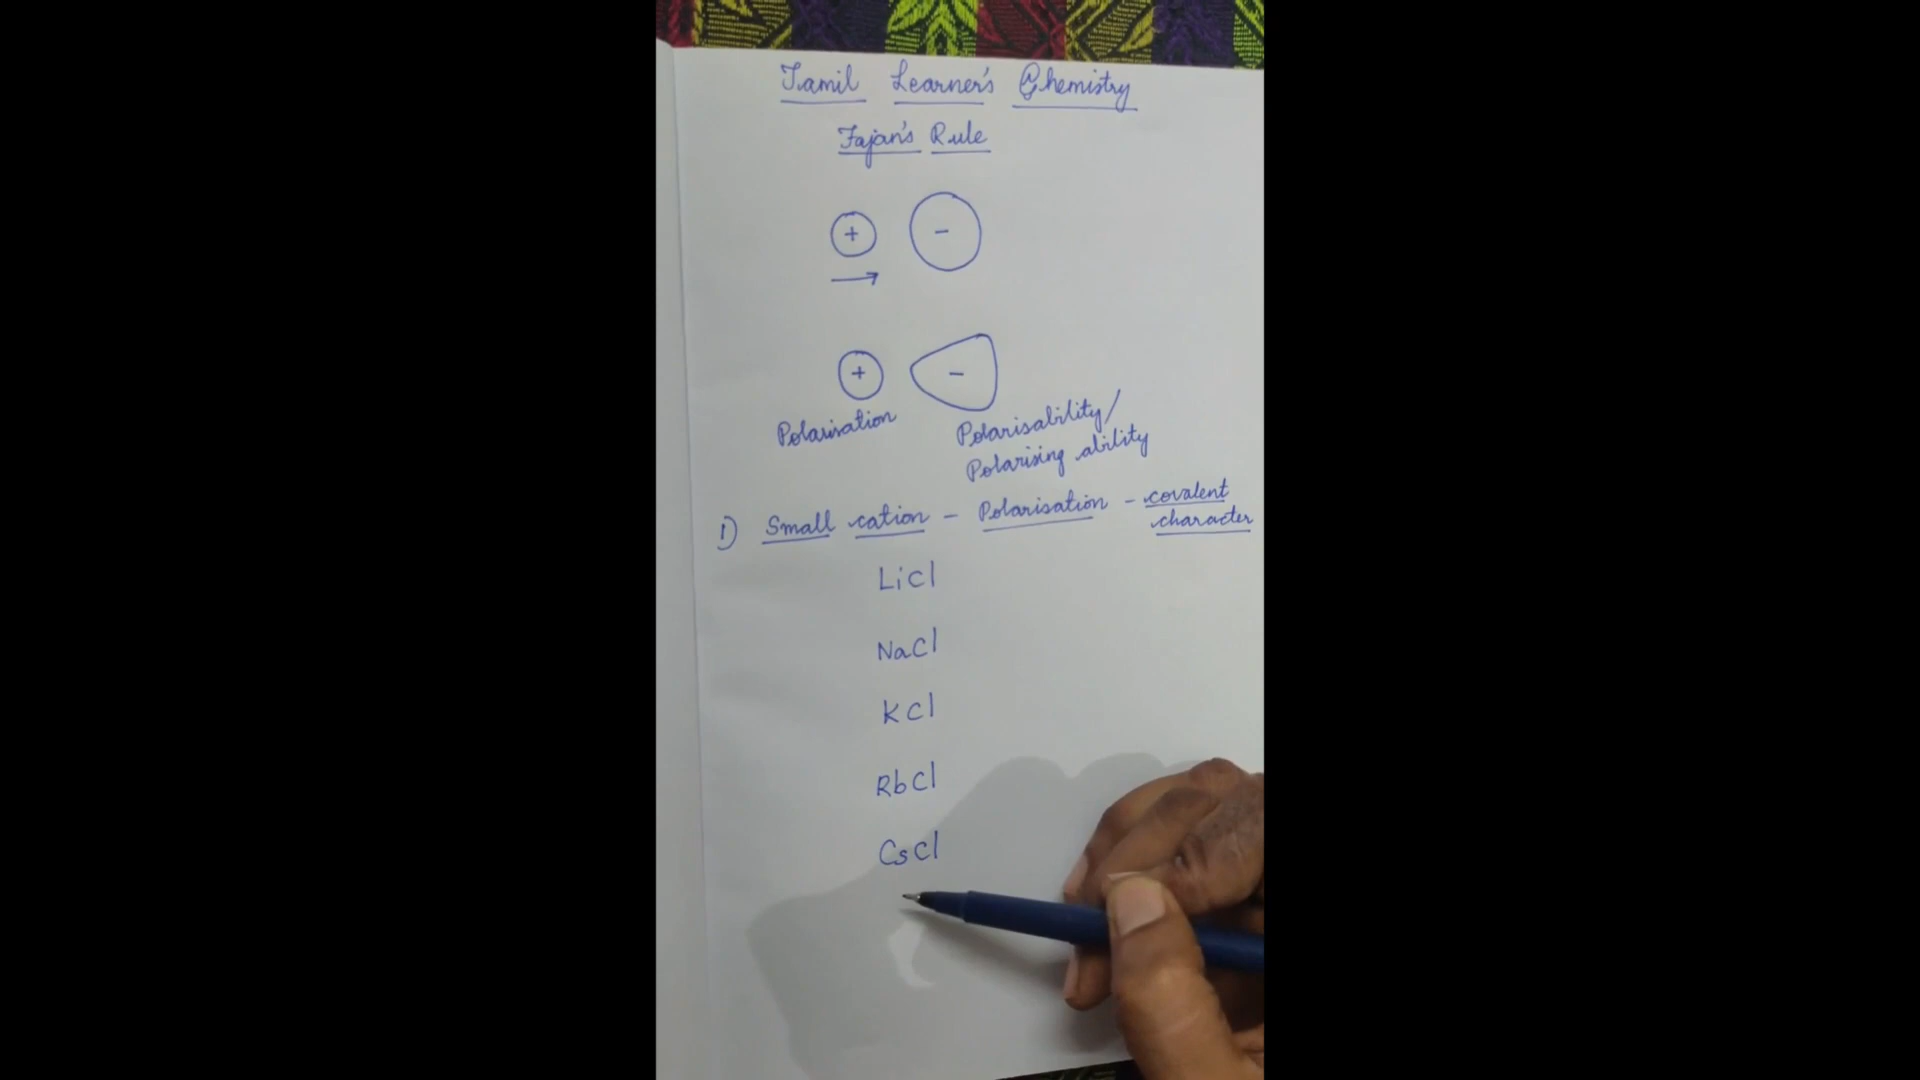 Tamil Learner's Chemistry
Fajan's Rule
+ -
+ -
Polarisation
Polarisability/
Polarising ability
1) Small cation - Polarisation - covalent
character
LiCl
NaCl
KCl
RbCl
CsCl